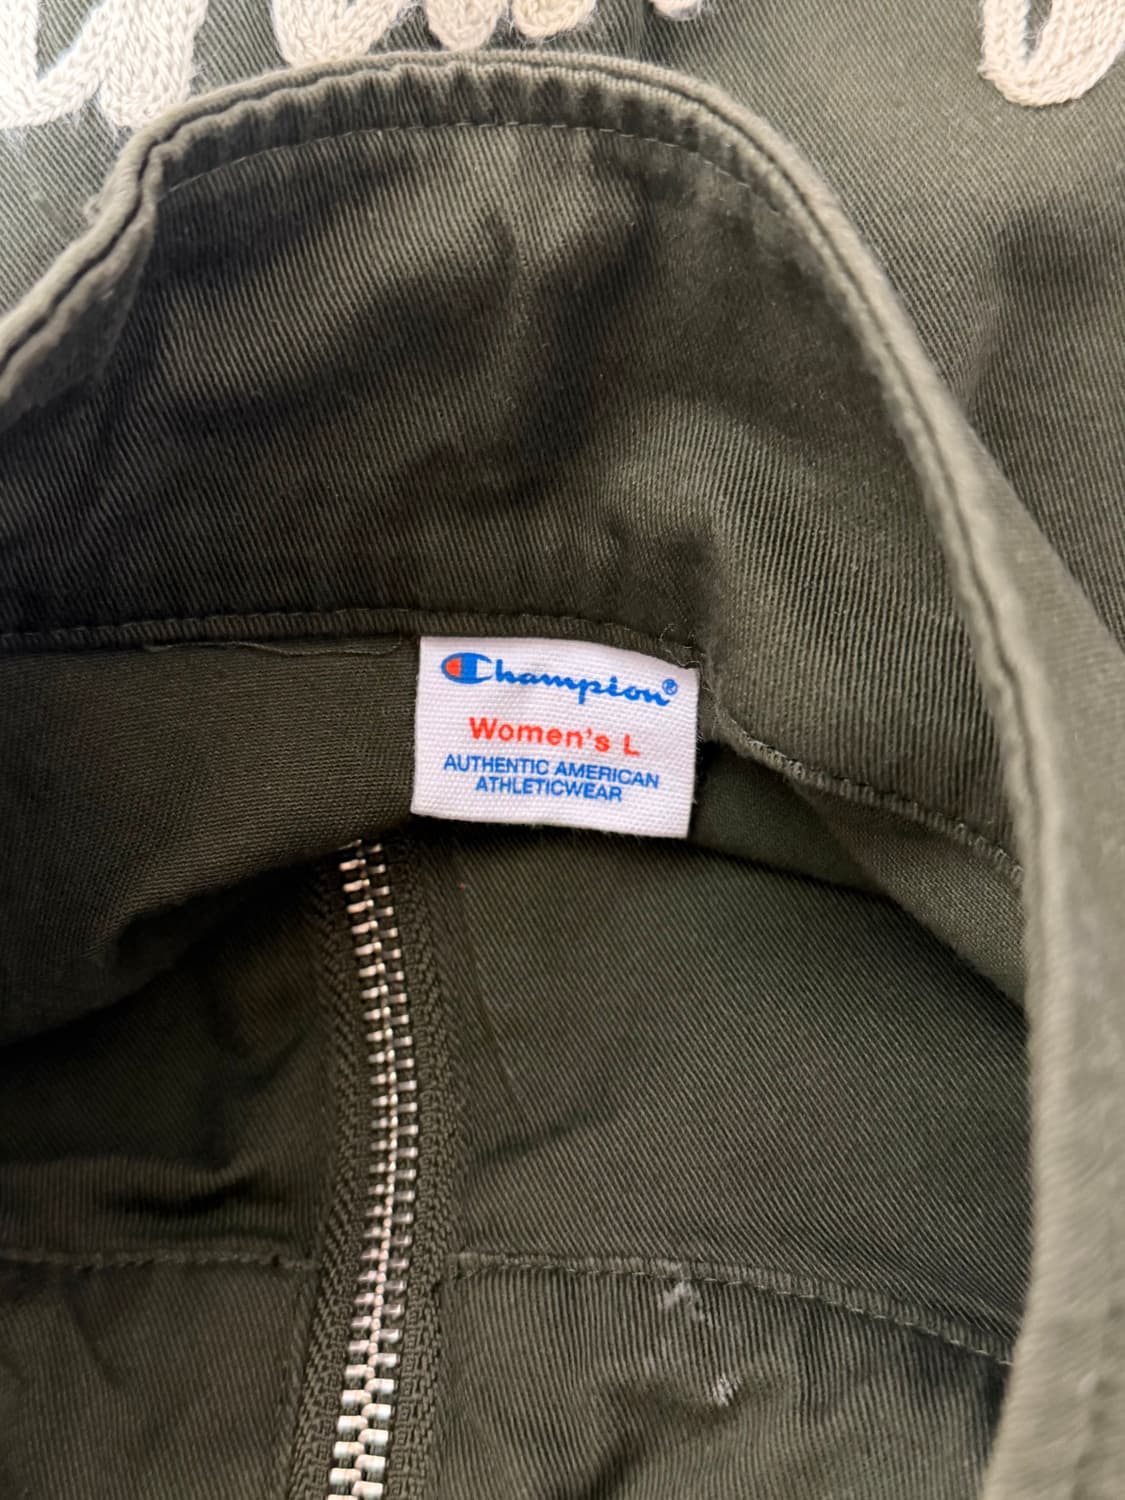 Champion®
Women's L
AUTHENTIC AMERICAN
ATHLETICWEAR